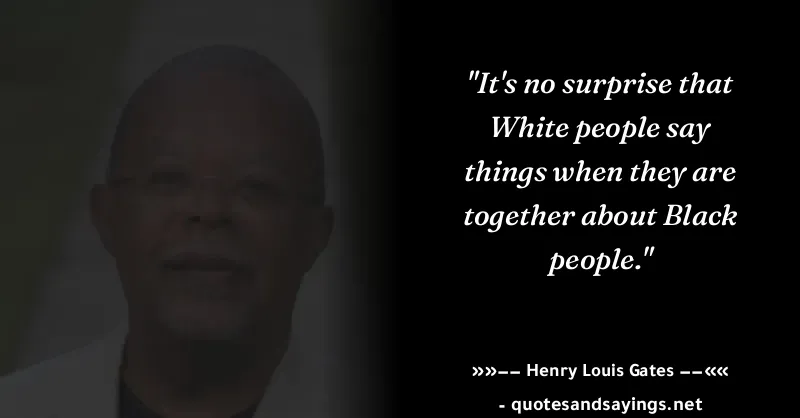 "It's no surprise that
White people say
things when they are
together about Black
people."
»»–– Henry Louis Gates ––««
- quotesandsayings.net